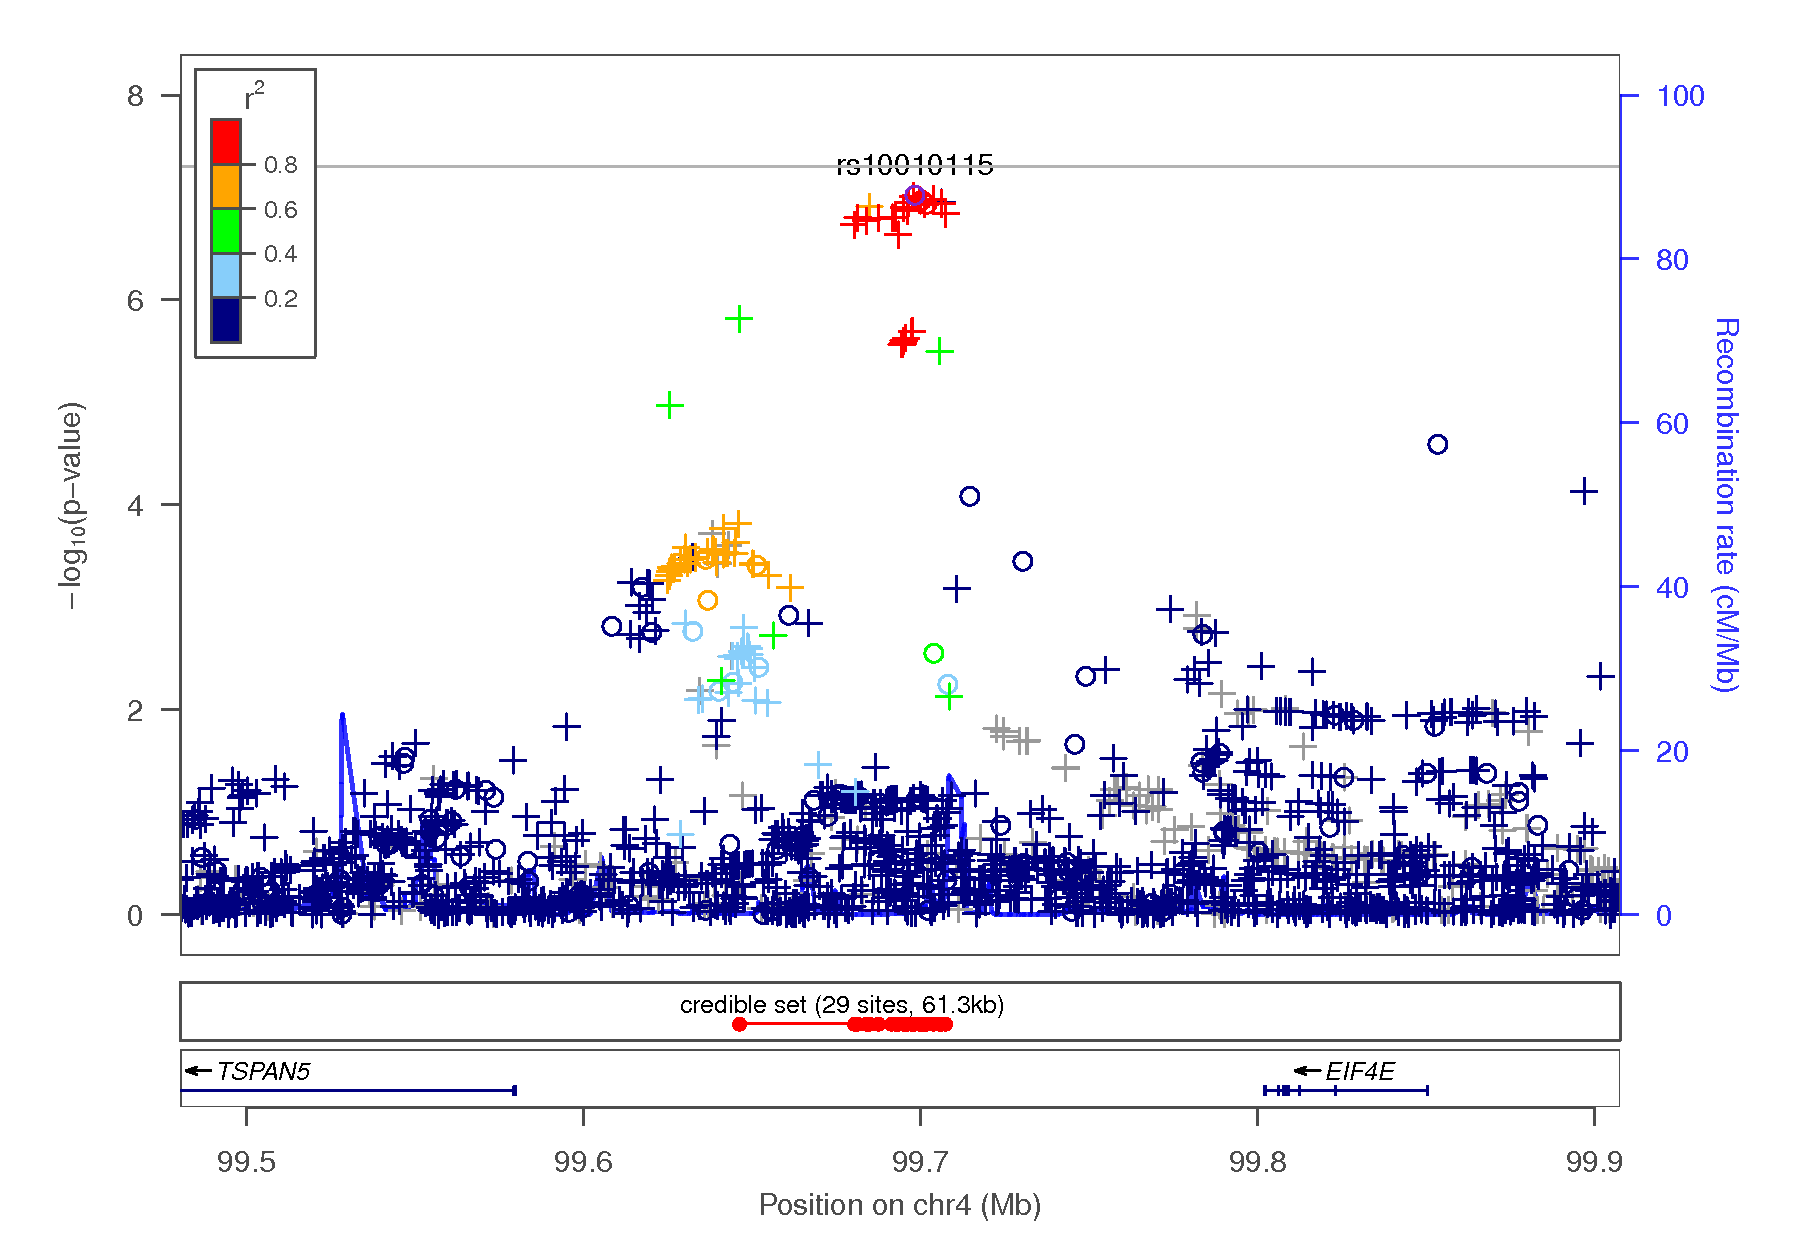 r2
0.8
0.6
0.4
0.2
rs10010115
8
6
4
2
0
−log10(p−value)
100
80
60
40
20
0
Recombination rate (cM/Mb)
credible set (29 sites, 61.3kb)
TSPAN5
EIF4E
99.5
99.6
99.7
99.8
99.9
Position on chr4 (Mb)